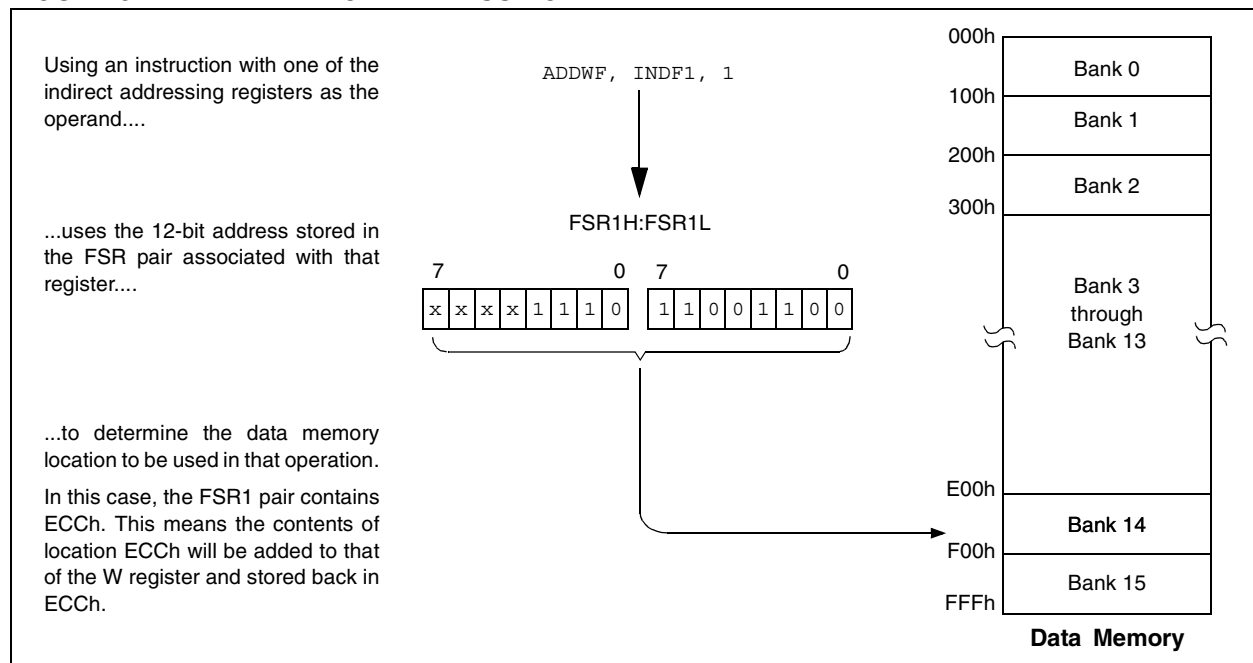 Using an instruction with one of the
indirect addressing registers as the
operand....
ADDWF, INDF1, 1
...uses the 12-bit address stored in
the FSR pair associated with that
register....
FSR1H:FSR1L
7 0 7 0
x x x x 1 1 1 0 1 1 0 0 1 1 0 0
...to determine the data memory
location to be used in that operation.
In this case, the FSR1 pair contains
ECCh. This means the contents of
location ECCh will be added to that
of the W register and stored back in
ECCh.
000h
Bank 0
100h
Bank 1
200h
Bank 2
300h
Bank 3
through
Bank 13
E00h
Bank 14
F00h
Bank 15
FFFh
Data Memory